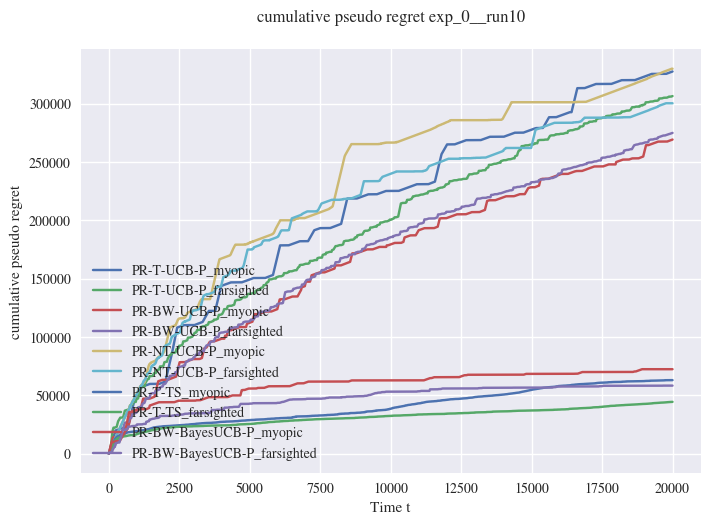 cumulative pseudo regret exp_0__run10
cumulative pseudo regret
300000
250000
200000
150000
100000
50000
0
PR-T-UCB-P_myopic
PR-T-UCB-P_farsighted
PR-BW-UCB-P_myopic
PR-BW-UCB-P_farsighted
PR-NT-UCB-P_myopic
PR-NT-UCB-P_farsighted
PR-T-TS_myopic
PR-T-TS_farsighted
PR-BW-BayesUCB-P_myopic
PR-BW-BayesUCB-P_farsighted
0 2500 5000 7500 10000 12500 15000 17500 20000
Time t